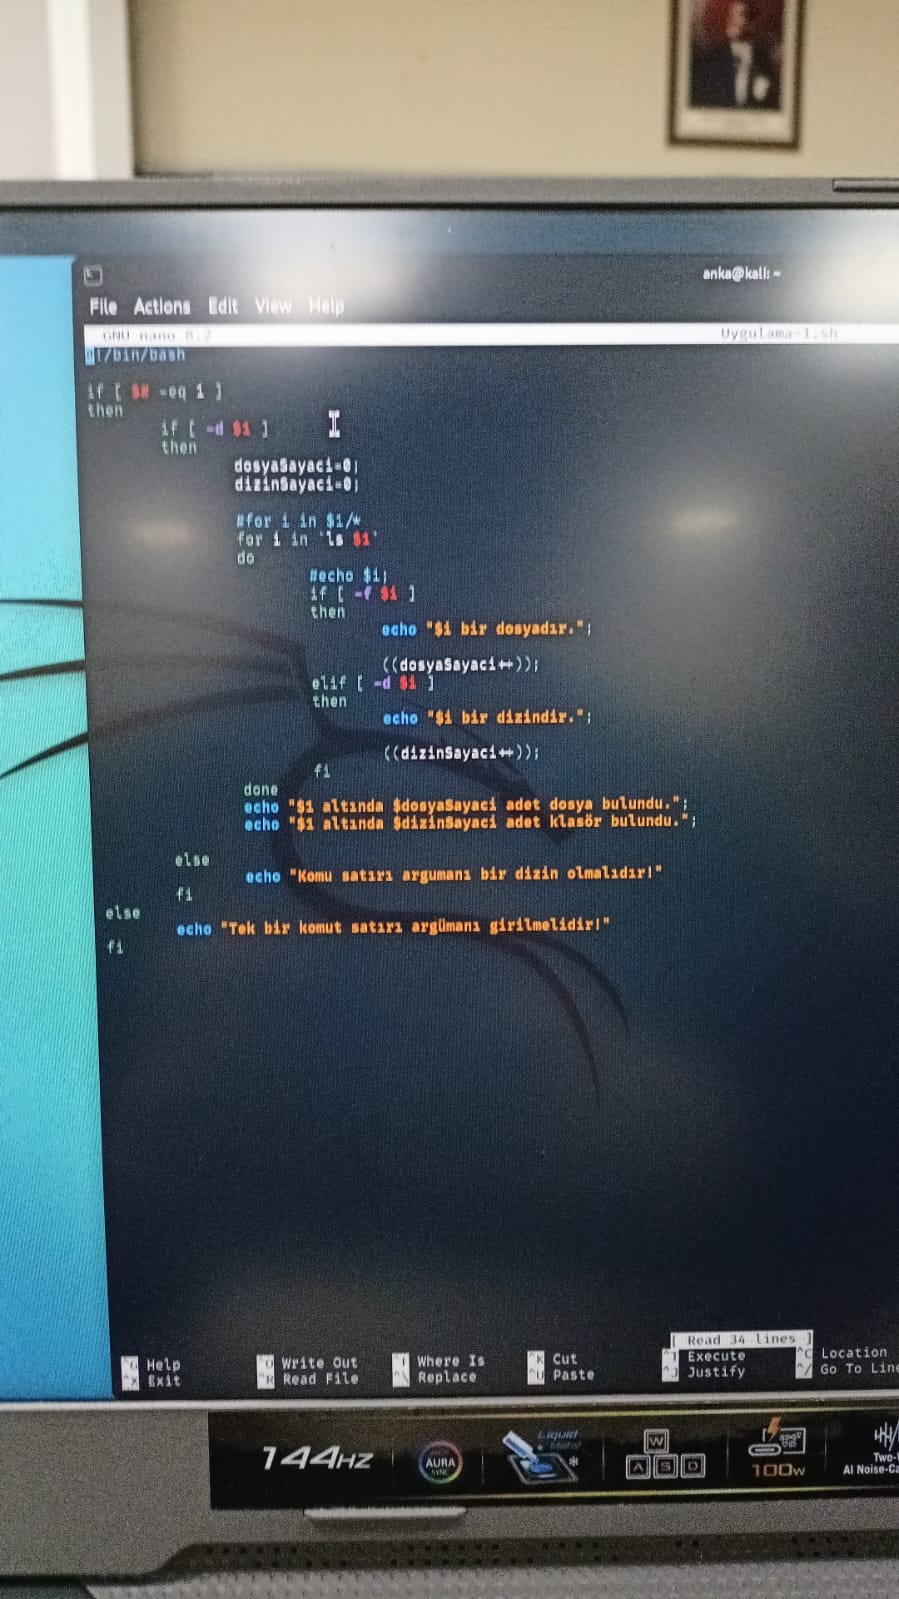 anka@kali: ~
File Actions Edit View Help
GNU nano 8.2 Uygulama-1.sh
#!/bin/bash
if [ $# -eq 1 ]
then
if [ -d $1 ]
then
dosyaSayaci=0;
dizinSayaci=0;
#for i in $1/*
for i in `ls $1`
do
#echo $i;
if [ -f $i ]
then
echo "$i bir dosyadır.";
((dosyaSayaci++));
elif [ -d $i ]
then
echo "$i bir dizindir.";
((dizinSayaci++));
fi
done
echo "$1 altında $dosyaSayaci adet dosya bulundu.";
echo "$1 altında $dizinSayaci adet klasör bulundu.";
else
echo "Komu satırı argumanı bir dizin olmalıdır!"
fi
else
echo "Tek bir komut satırı argümanı girilmelidir!"
fi
[ Read 34 lines ]
^G Help ^O Write Out ^W Where Is ^K Cut ^T Execute ^C Location
^X Exit ^R Read File ^\ Replace ^U Paste ^J Justify ^/ Go To Line
144HZ AURA SYNC Liquid Metal W A S D 100W Two-
AI Noise-Ca